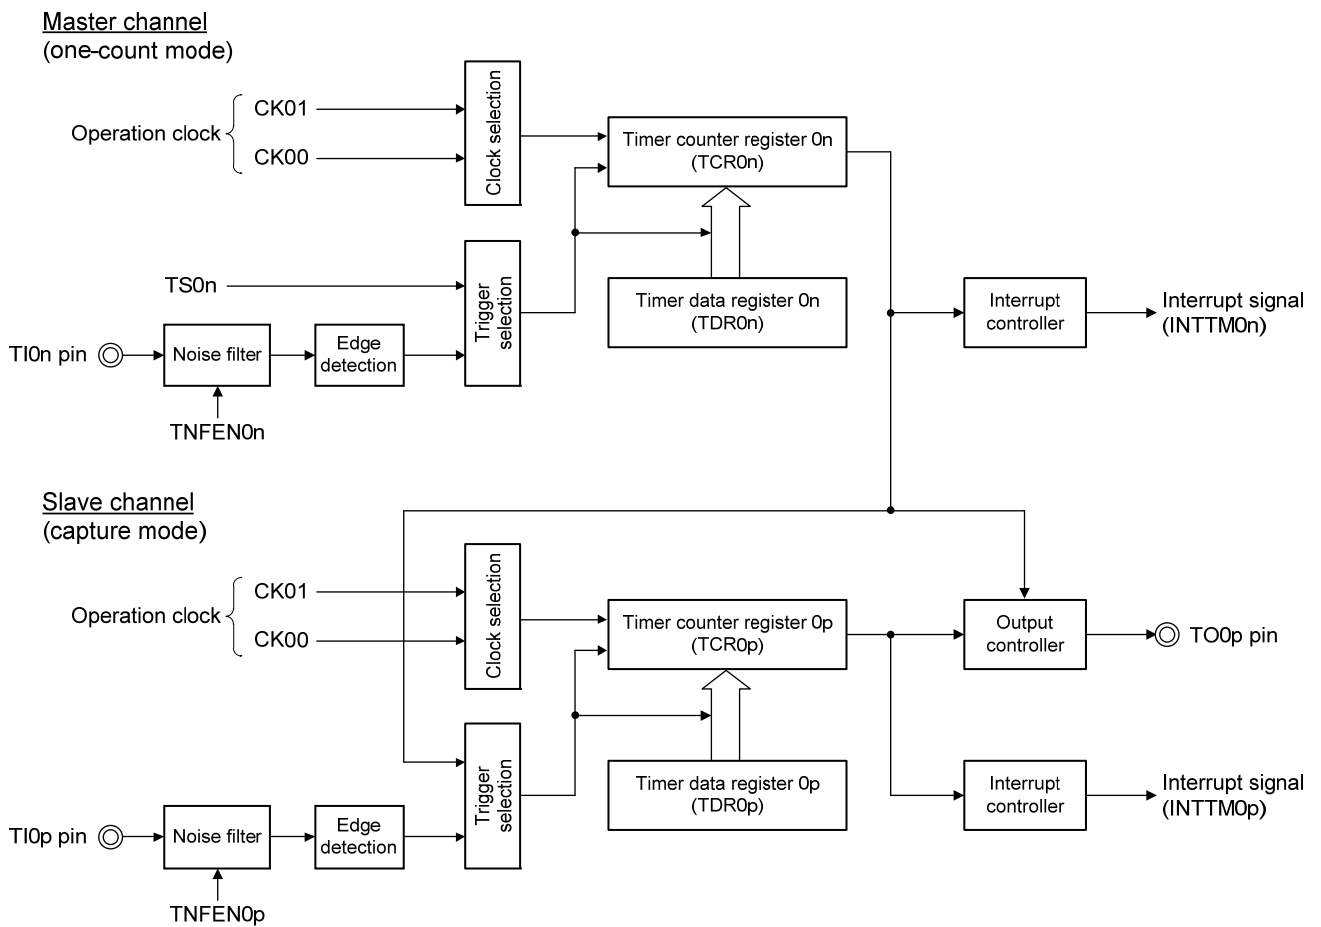 Master channel
(one-count mode)
Operation clock
CK01
CK00
Clock selection
Timer counter register 0n
(TCR0n)
TS0n
Trigger
selection
Timer data register 0n
(TDR0n)
Interrupt
controller
Interrupt signal
(INTTM0n)
TI0n pin
Noise filter
Edge
detection
TNFEN0n
Slave channel
(capture mode)
Operation clock
CK01
CK00
Clock selection
Timer counter register 0p
(TCR0p)
Output
controller
TO0p pin
Trigger
selection
Timer data register 0p
(TDR0p)
Interrupt
controller
Interrupt signal
(INTTM0p)
TI0p pin
Noise filter
Edge
detection
TNFEN0p